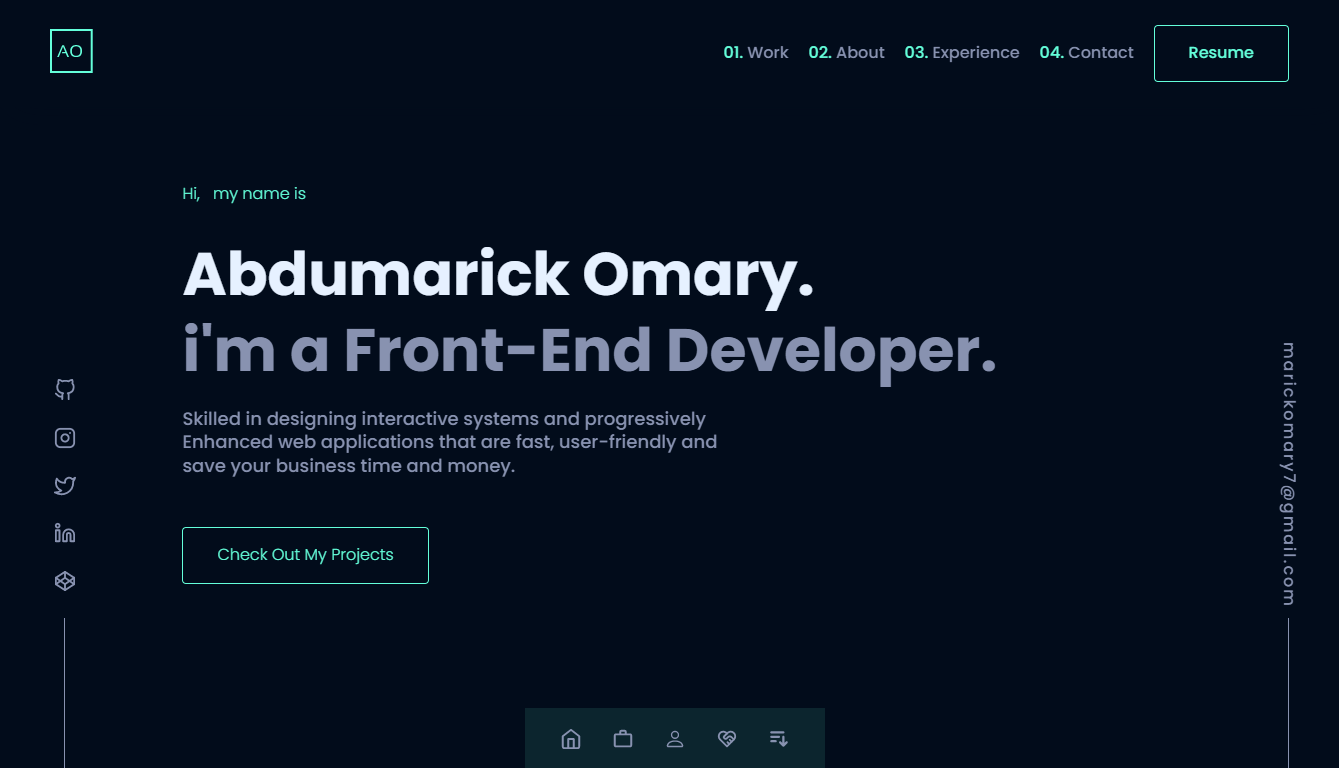 AO
01. Work 02. About 03. Experience 04. Contact Resume
Hi, my name is
Abdumarick Omary.
i'm a Front-End Developer.
Skilled in designing interactive systems and progressively
Enhanced web applications that are fast, user-friendly and
save your business time and money.
Check Out My Projects
marickomary7@gmail.com